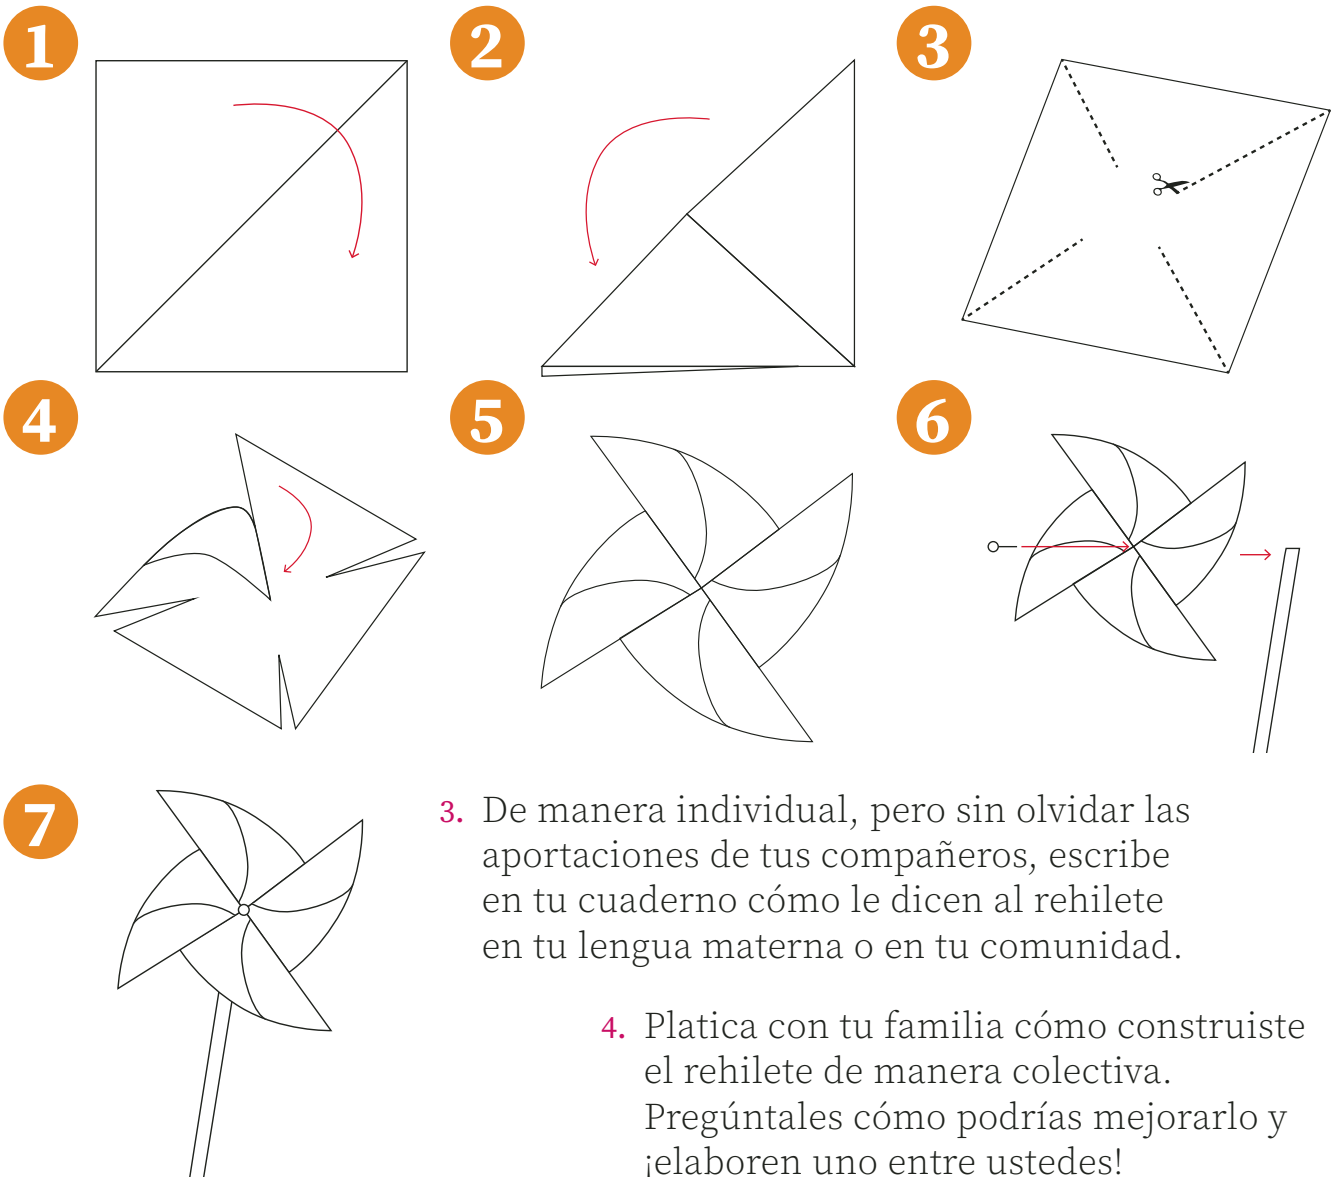 1
2
3
4
5
6
7
3. De manera individual, pero sin olvidar las
aportaciones de tus compañeros, escribe
en tu cuaderno cómo le dicen al rehilete
en tu lengua materna o en tu comunidad.
4. Platica con tu familia cómo construiste
el rehilete de manera colectiva.
Pregúntales cómo podrías mejorarlo y
¡elaboren uno entre ustedes!